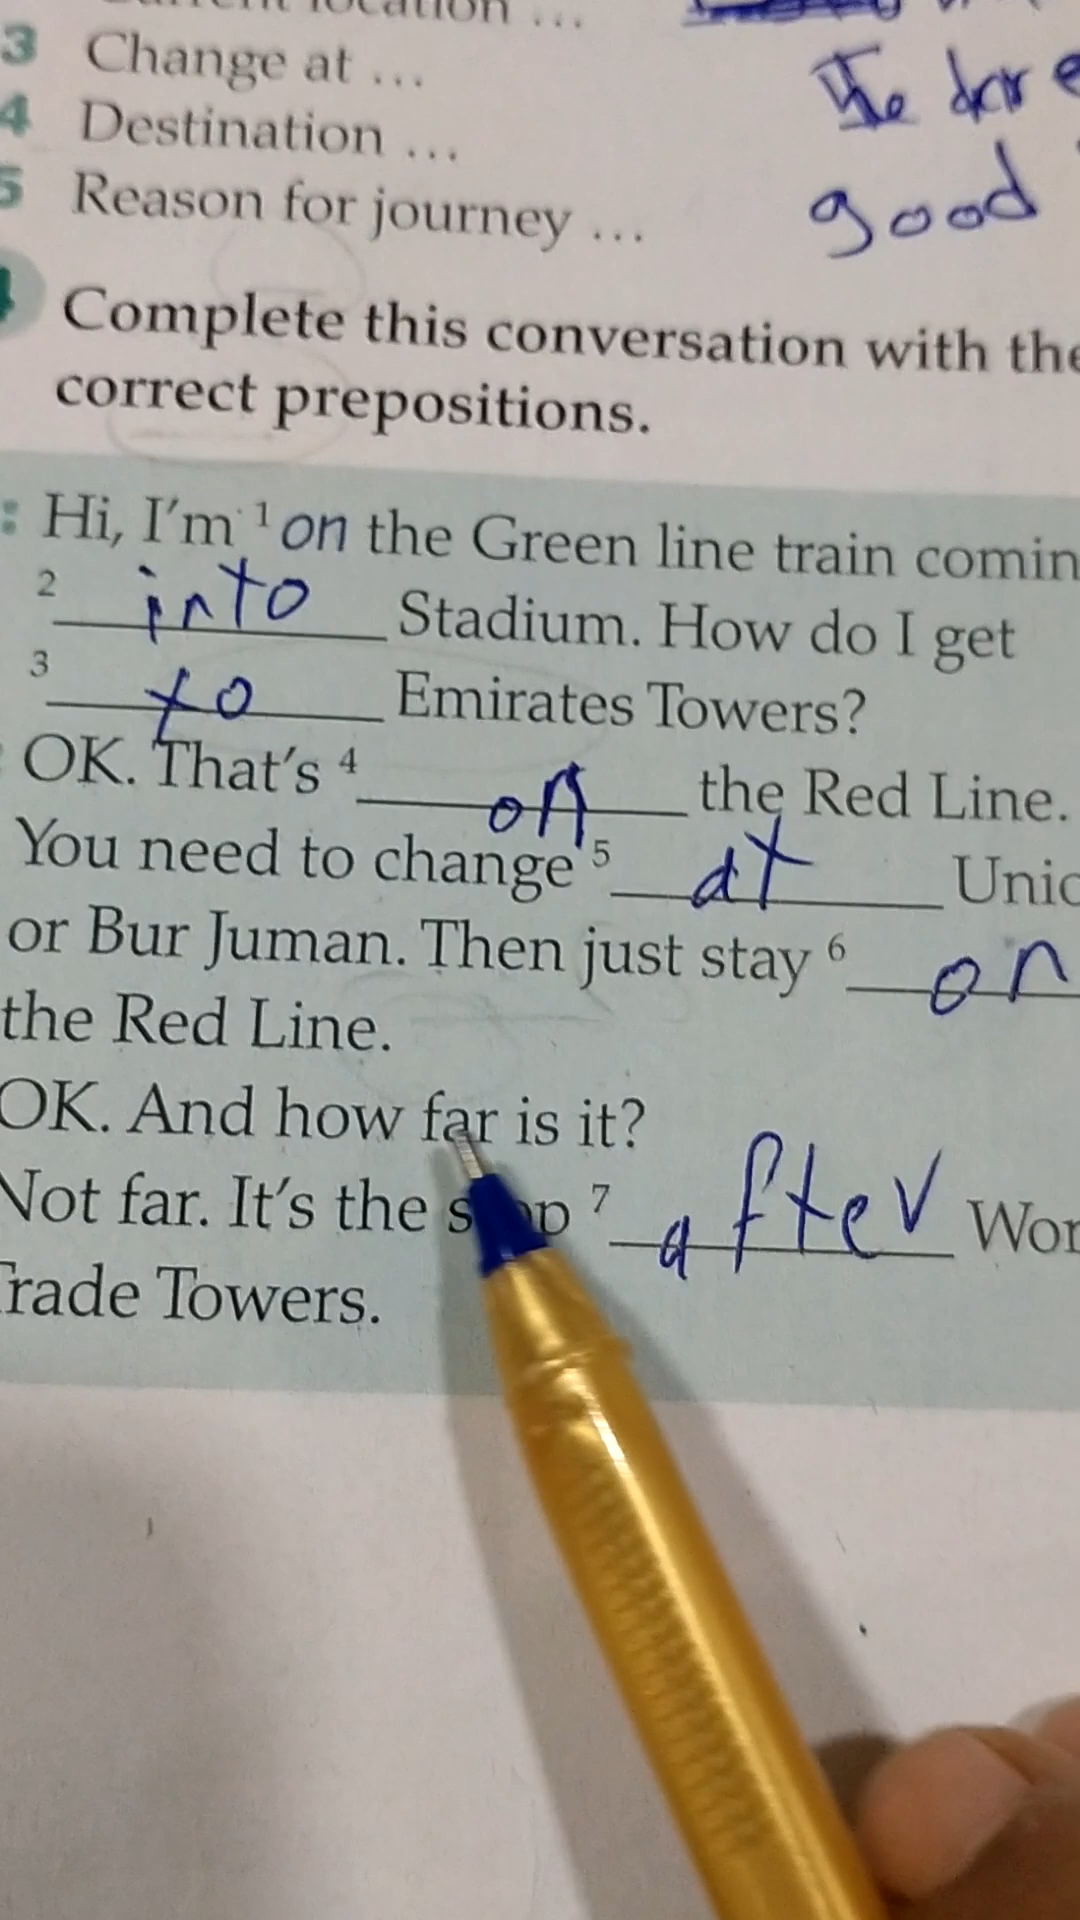 location ...
3 Change at ...
4 Destination ...
5 Reason for journey ...
the
good
Complete this conversation with the
correct prepositions.
: Hi, I'm ¹ on the Green line train comin
2 into Stadium. How do I get
3 to Emirates Towers?
OK. That's 4 on the Red Line.
You need to change 5 at Unio
or Bur Juman. Then just stay 6 on
the Red Line.
OK. And how far is it?
Not far. It's the stop 7 after Wor
Trade Towers.